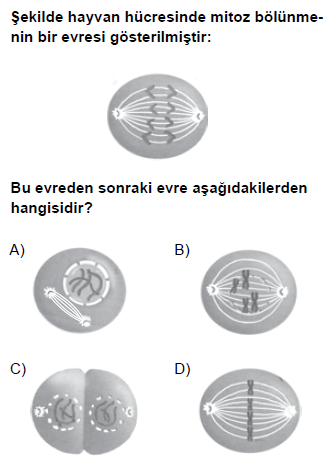 Şekilde hayvan hücresinde mitoz bölünme-
nin bir evresi gösterilmiştir:
Bu evreden sonraki evre aşağıdakilerden
hangisidir?
A)
B)
C)
D)